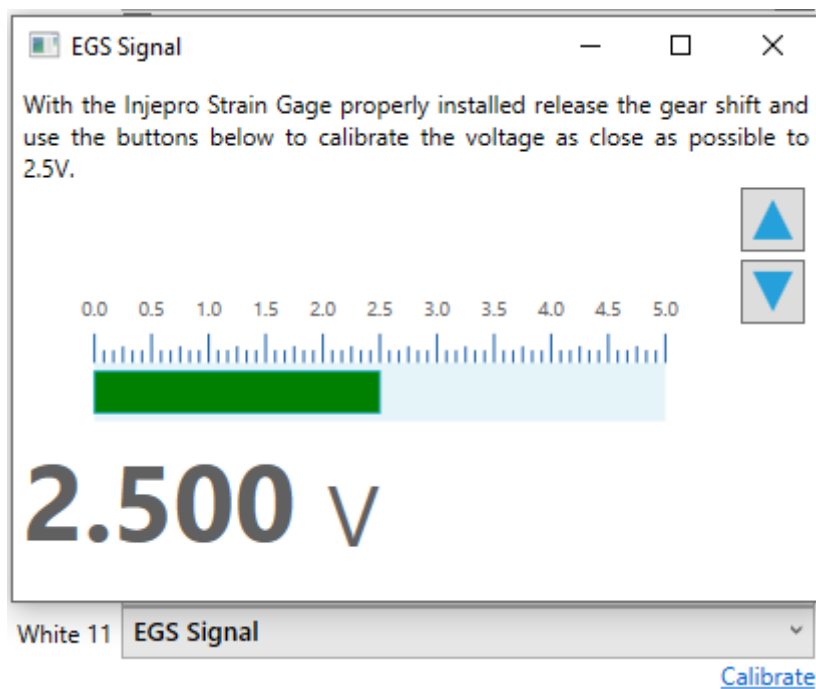 EGS Signal
With the Injepro Strain Gage properly installed release the gear shift and
use the buttons below to calibrate the voltage as close as possible to
2.5V.
0.0 0.5 1.0 1.5 2.0 2.5 3.0 3.5 4.0 4.5 5.0
2.500 V
White 11 EGS Signal
Calibrate